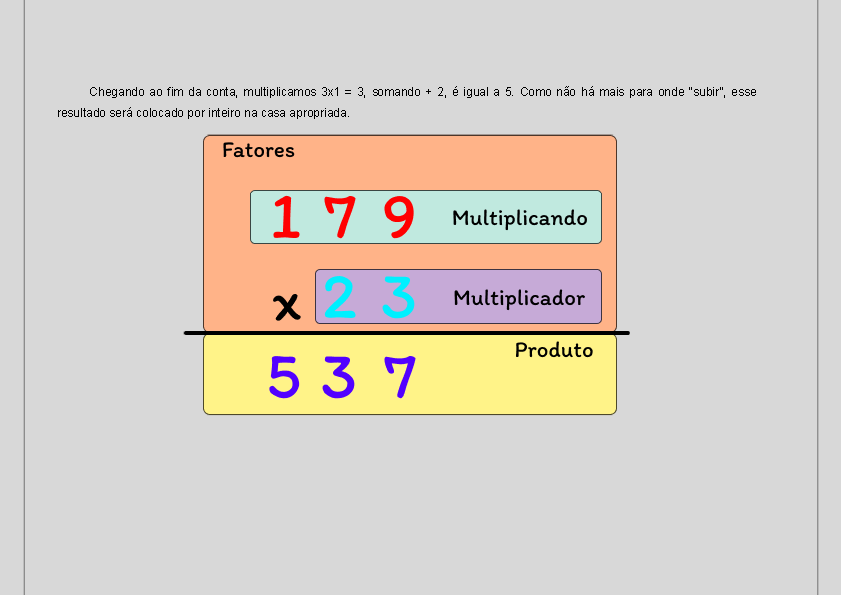 Chegando ao fim da conta, multiplicamos 3x1 = 3, somando + 2, é igual a 5. Como não há mais para onde "subir", esse
resultado será colocado por inteiro na casa apropriada.
Fatores
1 7 9 Multiplicando
x 2 3 Multiplicador
Produto
5 3 7